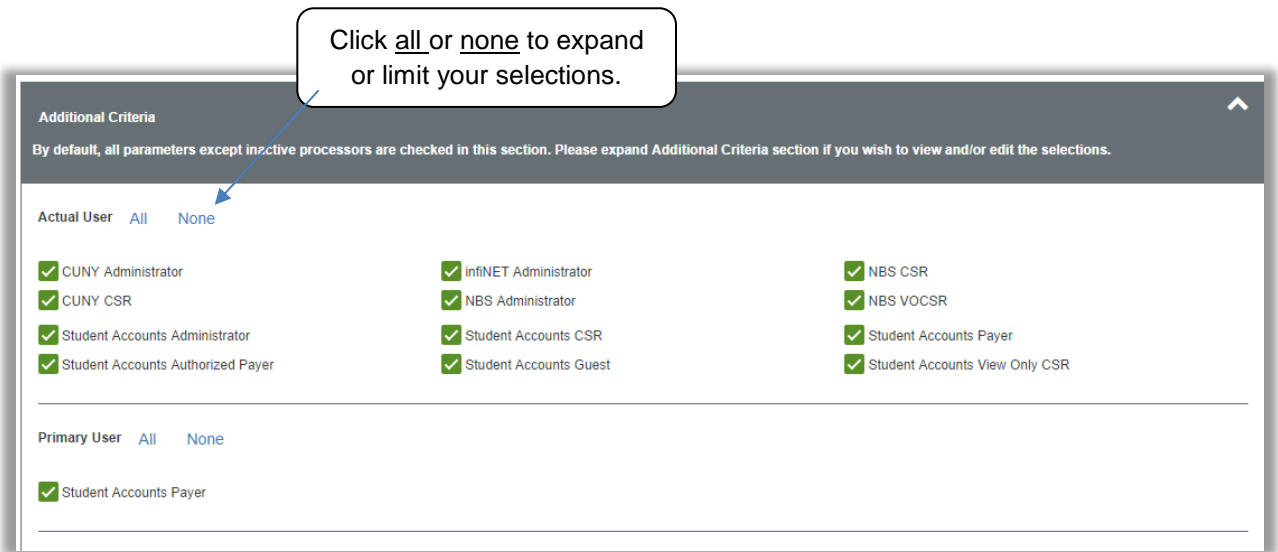 Click all or none to expand
or limit your selections.
Additional Criteria
By default, all parameters except inactive processors are checked in this section. Please expand Additional Criteria section if you wish to view and/or edit the selections.
Actual User All None
CUNY Administrator infiNET Administrator NBS CSR
CUNY CSR NBS Administrator NBS VOCSR
Student Accounts Administrator Student Accounts CSR Student Accounts Payer
Student Accounts Authorized Payer Student Accounts Guest Student Accounts View Only CSR
Primary User All None
Student Accounts Payer